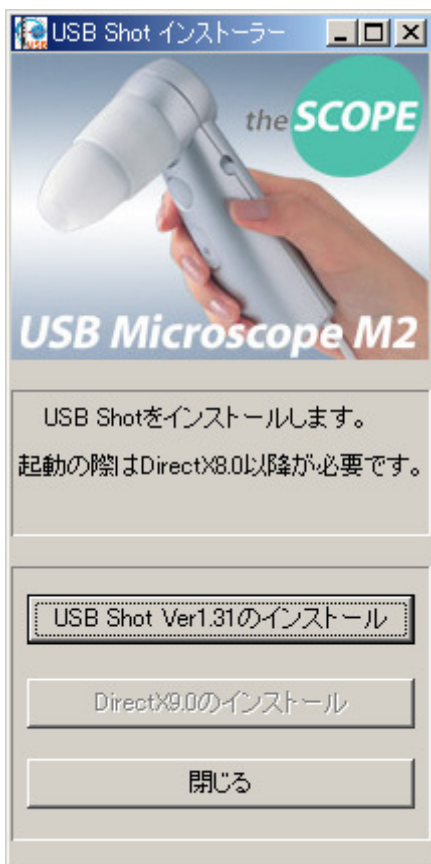 USB Shot インストーラー
the SCOPE
USB Microscope M2
USB Shotをインストールします。
起動の際はDirectX8.0以降が必要です。
USB Shot Ver1.31のインストール
DirectX9.0のインストール
閉じる